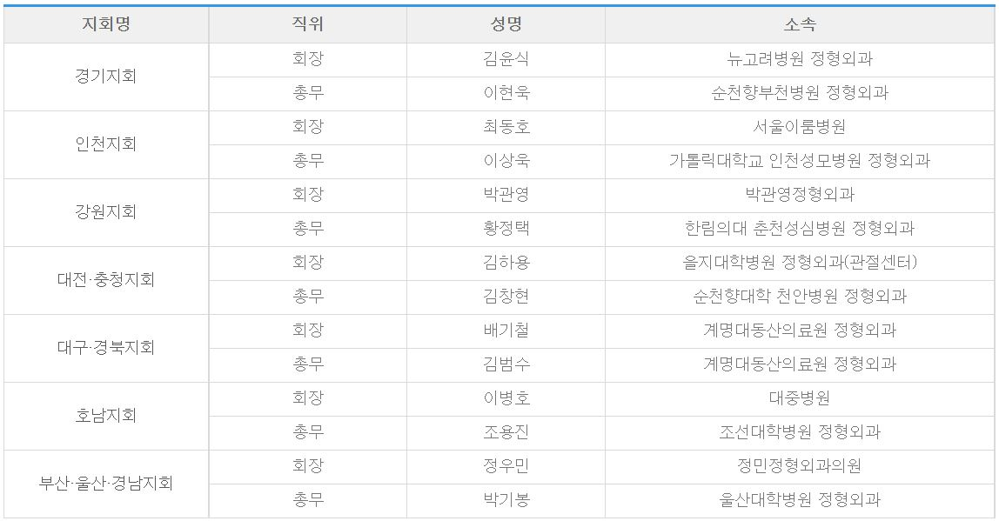 지회명 직위 성명 소속
경기지회 회장 김윤식 뉴고려병원 정형외과
총무 이현욱 순천향부천병원 정형외과
인천지회 회장 최동호 서울이룸병원
총무 이상욱 가톨릭대학교 인천성모병원 정형외과
강원지회 회장 박관영 박관영정형외과
총무 황정택 한림의대 춘천성심병원 정형외과
대전·충청지회 회장 김하용 을지대학병원 정형외과(관절센터)
총무 김창현 순천향대학 천안병원 정형외과
대구·경북지회 회장 배기철 계명대동산의료원 정형외과
총무 김범수 계명대동산의료원 정형외과
호남지회 회장 이병호 대중병원
총무 조용진 조선대학병원 정형외과
부산·울산·경남지회 회장 정우민 정민정형외과의원
총무 박기봉 울산대학병원 정형외과